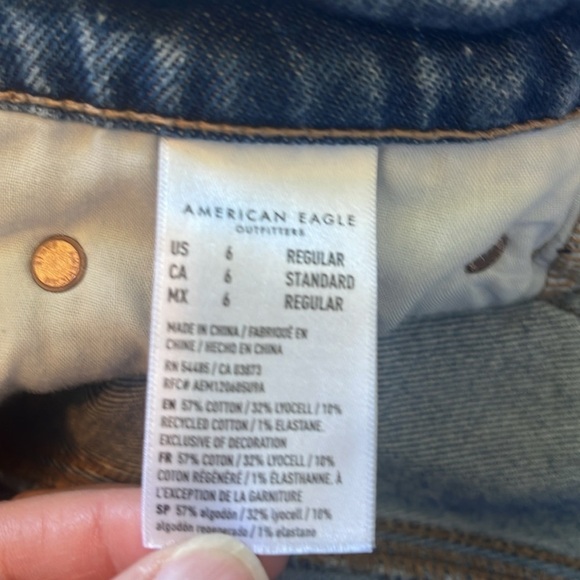 AMERICAN EAGLE
OUTFITTERS
US 6 REGULAR
CA 6 STANDARD
MX 6 REGULAR
MADE IN CHINA / FABRIQUÉ EN
CHINE / HECHO EN CHINA
RN 54485 / CA 03873
RFC# AEM120605U9A
EN 57% COTTON / 32% LYOCELL / 10%
RECYCLED COTTON / 1% ELASTANE,
EXCLUSIVE OF DECORATION
FR 57% COTON / 32% LYOCELL / 10%
COTON RÉGÉNÉRÉ / 1% ÉLASTHANNE, À
L'EXCEPTION DE LA GARNITURE
SP 57% algodón / 32% lyocell / 10%
algodón regenerado / 1% elastano